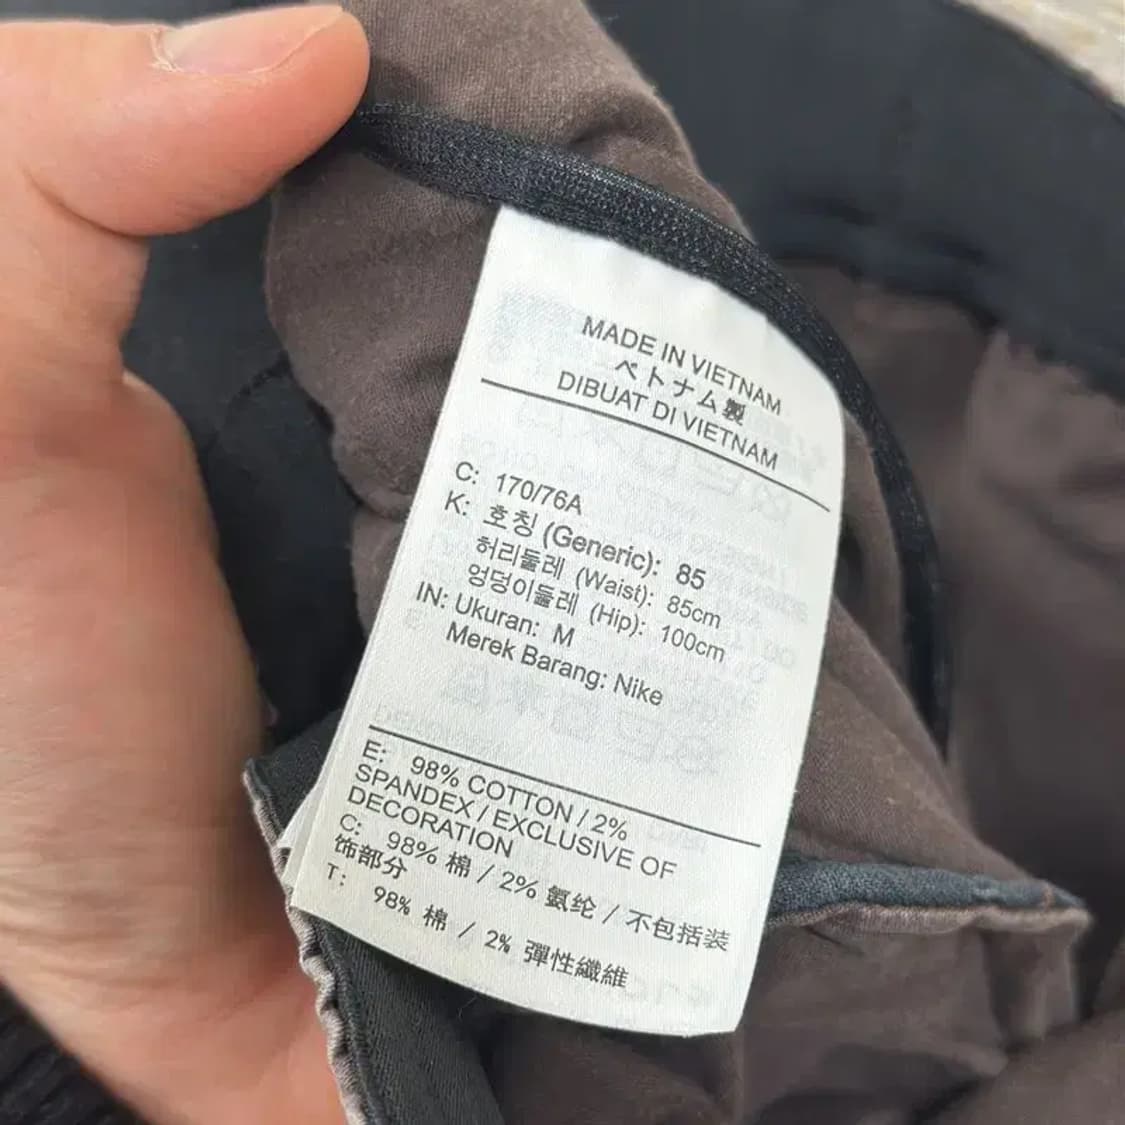 MADE IN VIETNAM
ベトナム製
DIBUAT DI VIETNAM
C: 170/76A
K: 호칭 (Generic): 85
허리둘레 (Waist): 85cm
엉덩이둘레 (Hip): 100cm
IN: Ukuran: M
Merek Barang: Nike
E: 98% COTTON / 2%
SPANDEX / EXCLUSIVE OF
DECORATION
C: 98% 棉 / 2% 氨纶 / 不包括装
饰部分
T: 98% 棉 / 2% 彈性纖維